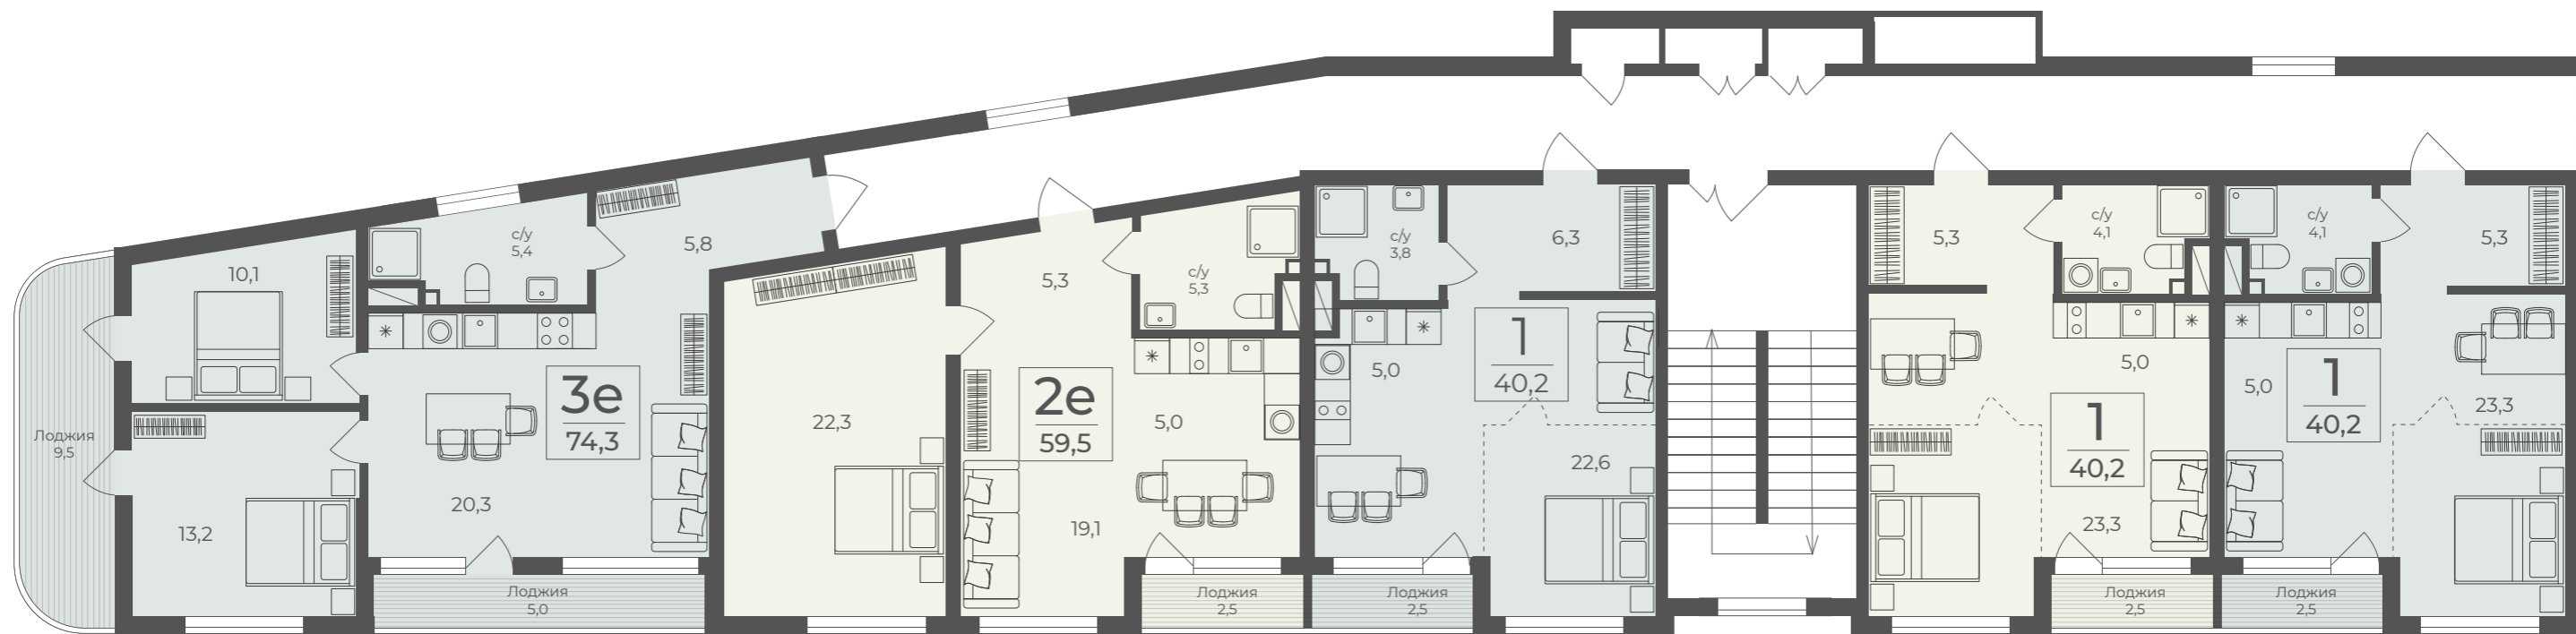 10,1
с/у
5,4
5,8
3е
74,3
Лоджия
9,5
13,2
20,3
Лоджия
5,0
22,3
5,3
с/у
5,3
2е
59,5
5,0
19,1
Лоджия
2,5
с/у
3,8
6,3
1
40,2
5,0
22,6
Лоджия
2,5
5,3
с/у
4,1
5,0
1
40,2
23,3
Лоджия
2,5
с/у
4,1
5,3
5,0
1
40,2
23,3
Лоджия
2,5